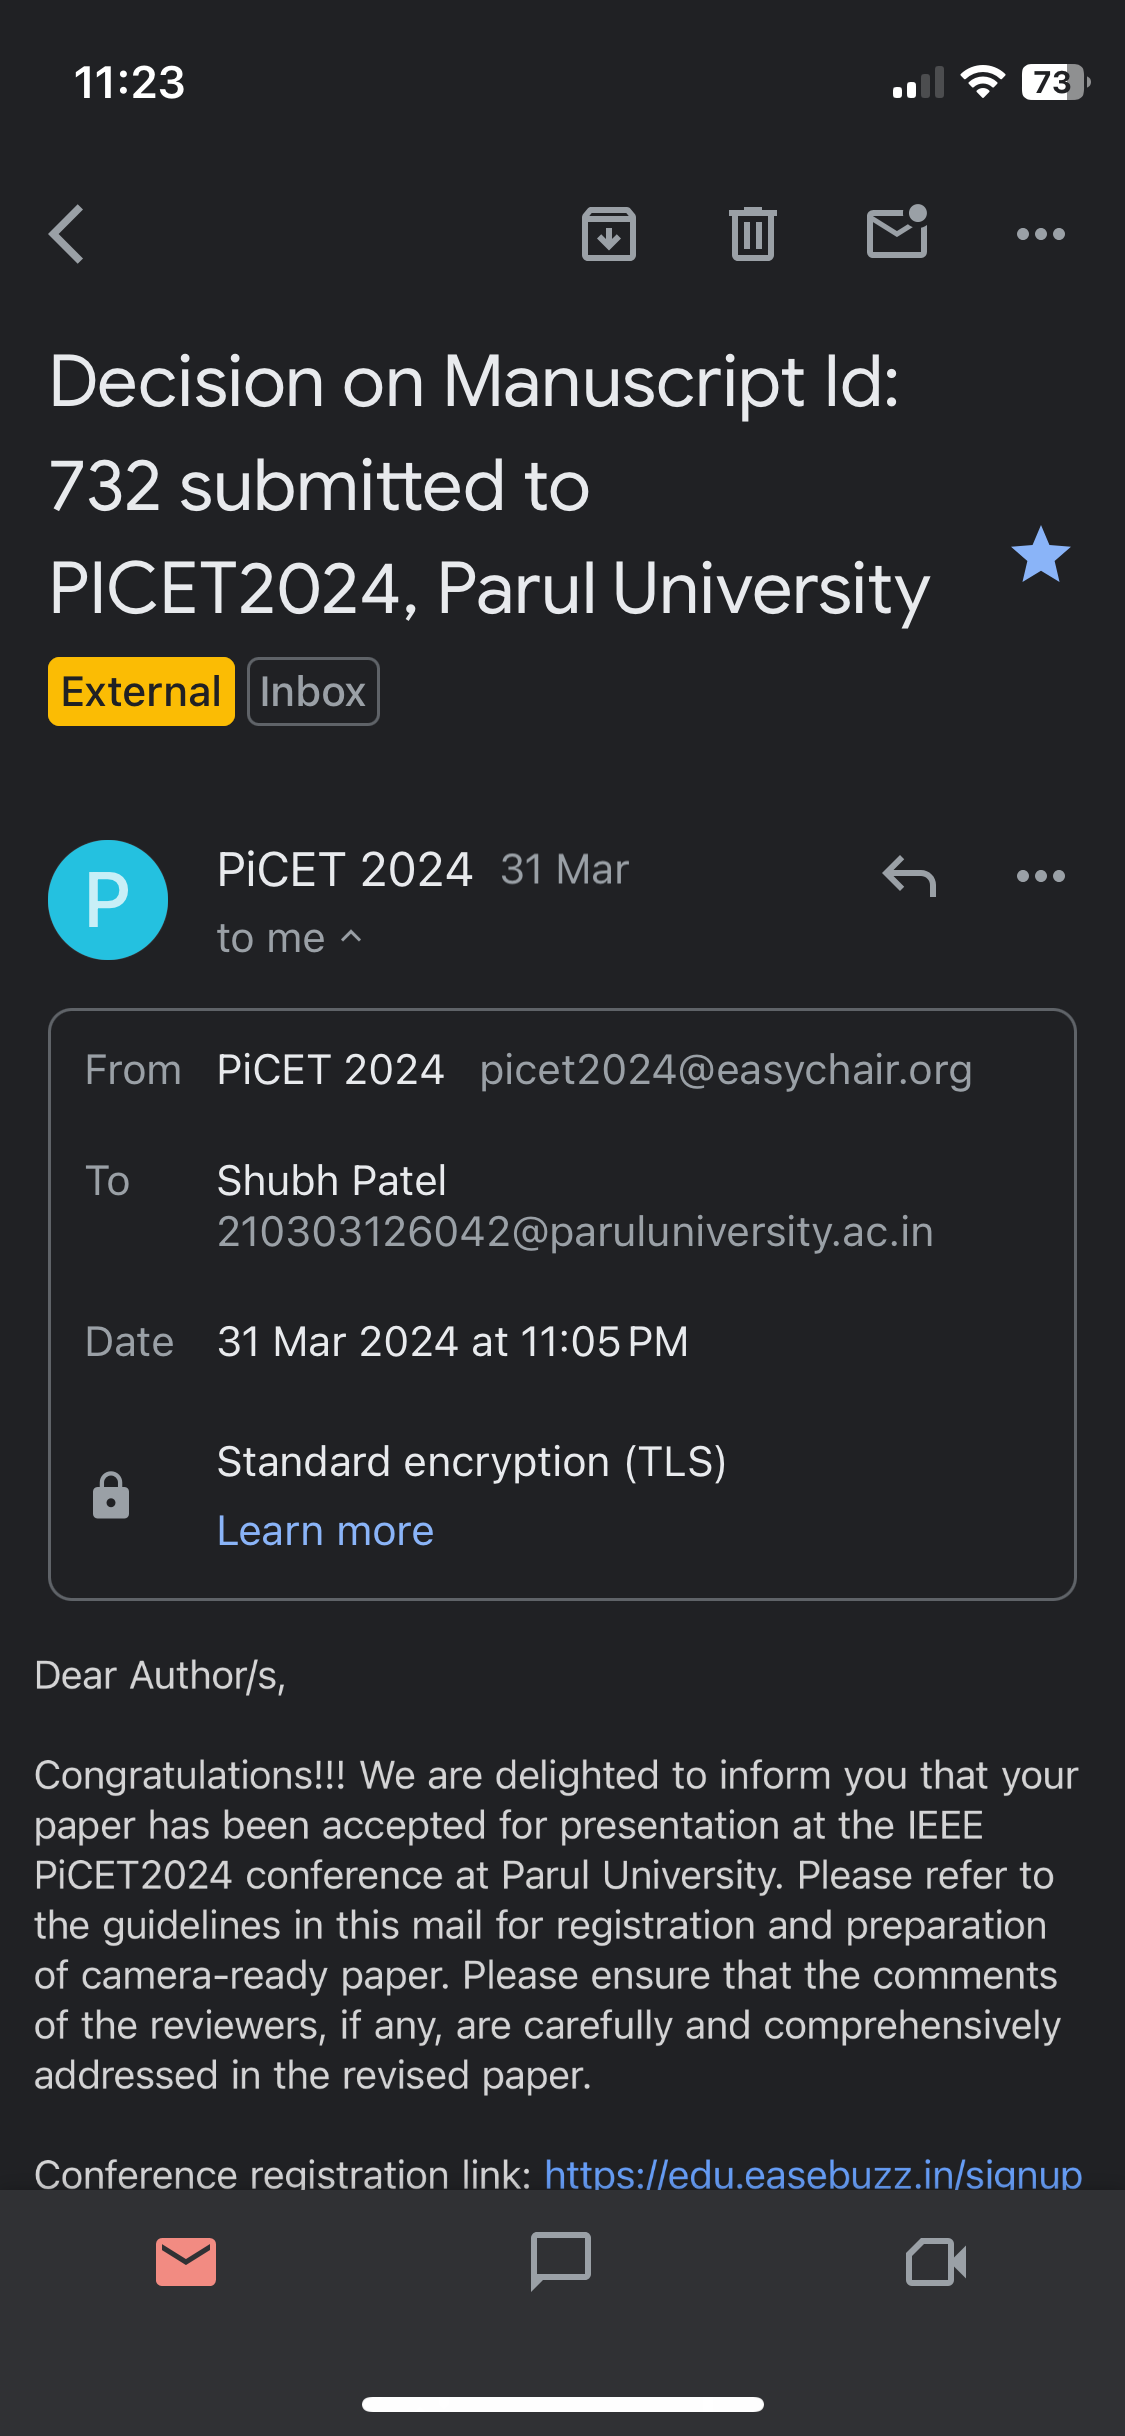 11:23
73
Decision on Manuscript Id:
732 submitted to
PICET2024, Parul University
External Inbox
P
PiCET 2024 31 Mar
to me
From PiCET 2024 picet2024@easychair.org
To Shubh Patel
210303126042@paruluniversity.ac.in
Date 31 Mar 2024 at 11:05 PM
Standard encryption (TLS)
Learn more
Dear Author/s,
Congratulations!!! We are delighted to inform you that your
paper has been accepted for presentation at the IEEE
PiCET2024 conference at Parul University. Please refer to
the guidelines in this mail for registration and preparation
of camera-ready paper. Please ensure that the comments
of the reviewers, if any, are carefully and comprehensively
addressed in the revised paper.
Conference registration link: https://edu.easebuzz.in/signup